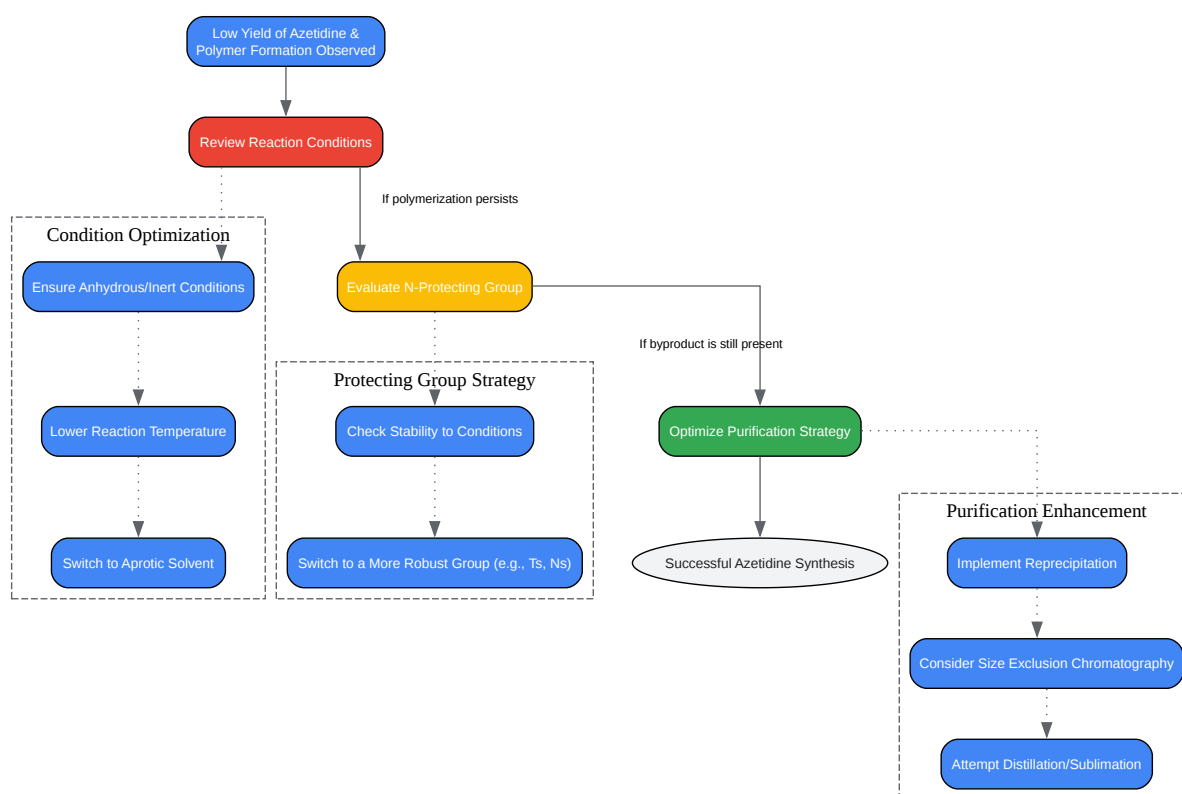 Low Yield of Azetidine &
Polymer Formation Observed
Review Reaction Conditions
If polymerization persists
Condition Optimization
Ensure Anhydrous/Inert Conditions
Evaluate N-Protecting Group
If byproduct is still present
Protecting Group Strategy
Lower Reaction Temperature
Check Stability to Conditions
Optimize Purification Strategy
Purification Enhancement
Switch to Aprotic Solvent
Switch to a More Robust Group (e.g., Ts, Ns)
Successful Azetidine Synthesis
Implement Reprecipitation
Consider Size Exclusion Chromatography
Attempt Distillation/Sublimation